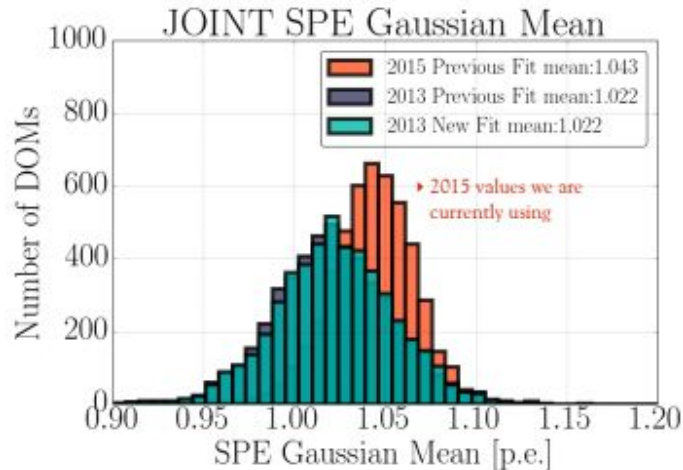 JOINT SPE Gaussian Mean
1000
800
600
400
200
0
Number of DOMs
2015 Previous Fit mean:1.043
2013 Previous Fit mean:1.022
2013 New Fit mean:1.022
2015 values we are
currently using
0.90 0.95 1.00 1.05 1.10 1.15 1.20
SPE Gaussian Mean [p.e.]